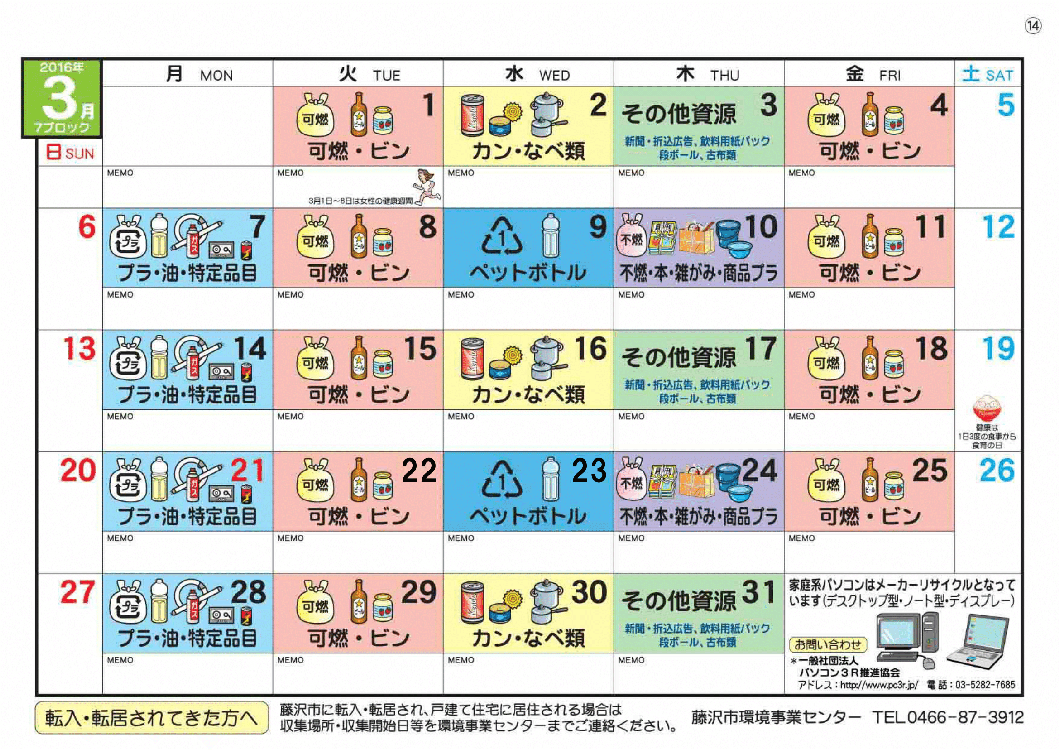 ⑭
2016年
3月
7ブロック
日 SUN
月 MON
火 TUE
水 WED
木 THU
金 FRI
土 SAT
1
可燃
可燃・ビン
2
カン・なべ類
3
その他資源
新聞・折込広告、飲料用紙パック
段ボール、古布類
4
可燃
可燃・ビン
5
MEMO
MEMO
3月1日～8日は女性の健康週間
MEMO
MEMO
MEMO
6
7
プラ
ガス
プラ・油・特定品目
8
可燃
可燃・ビン
9
1
ペットボトル
10
不燃
不燃・本・雑がみ・商品プラ
11
可燃
可燃・ビン
12
MEMO
MEMO
MEMO
MEMO
MEMO
13
14
プラ
ガス
プラ・油・特定品目
15
可燃
可燃・ビン
16
カン・なべ類
17
その他資源
新聞・折込広告、飲料用紙パック
段ボール、古布類
18
可燃
可燃・ビン
19
健康は
1日3度の食事から
食育の日
MEMO
MEMO
MEMO
MEMO
MEMO
20
21
プラ
ガス
プラ・油・特定品目
22
可燃
可燃・ビン
23
1
ペットボトル
24
不燃
不燃・本・雑がみ・商品プラ
25
可燃
可燃・ビン
26
MEMO
MEMO
MEMO
MEMO
MEMO
27
28
プラ
ガス
プラ・油・特定品目
29
可燃
可燃・ビン
30
カン・なべ類
31
その他資源
新聞・折込広告、飲料用紙パック
段ボール、古布類
MEMO
MEMO
MEMO
MEMO
家庭系パソコンはメーカーリサイクルとなって
います(デスクトップ型・ノート型・ディスプレー)
お問い合わせ
＊一般社団法人
パソコン３Ｒ推進協会
アドレス：http://www.pc3r.jp/ 電話：03-5282-7685
転入・転居されてきた方へ
藤沢市に転入・転居され、戸建て住宅に居住される場合は
収集場所・収集開始日等を環境事業センターまでご連絡ください。
藤沢市環境事業センター TEL.0466-87-3912